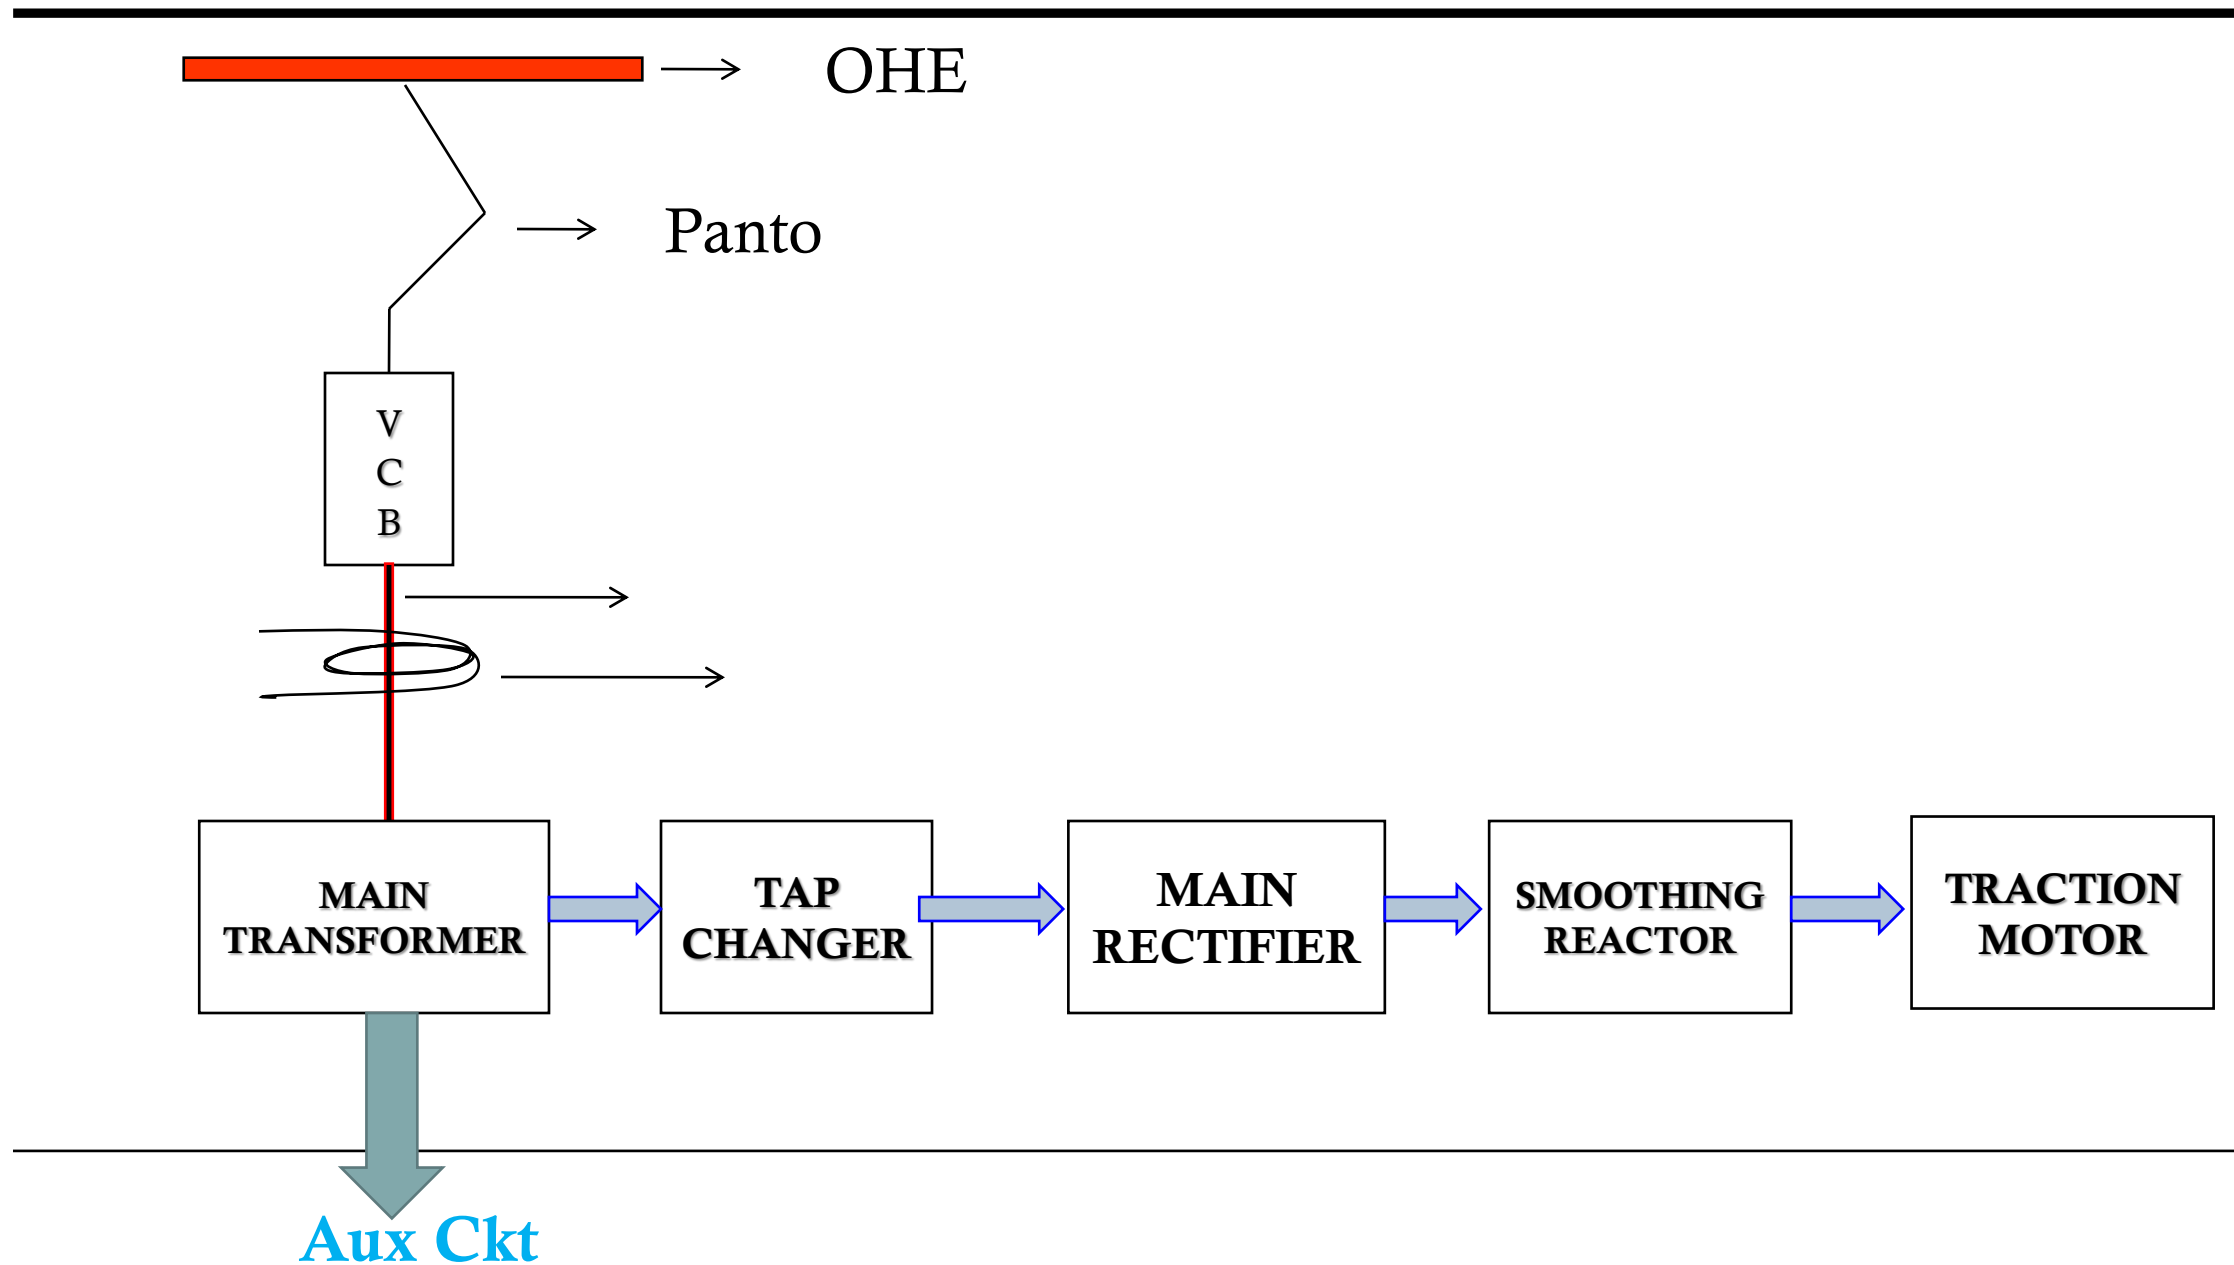 OHE
Panto
V
C
B
MAIN
TRANSFORMER
TAP
CHANGER
MAIN
RECTIFIER
SMOOTHING
REACTOR
TRACTION
MOTOR
Aux Ckt